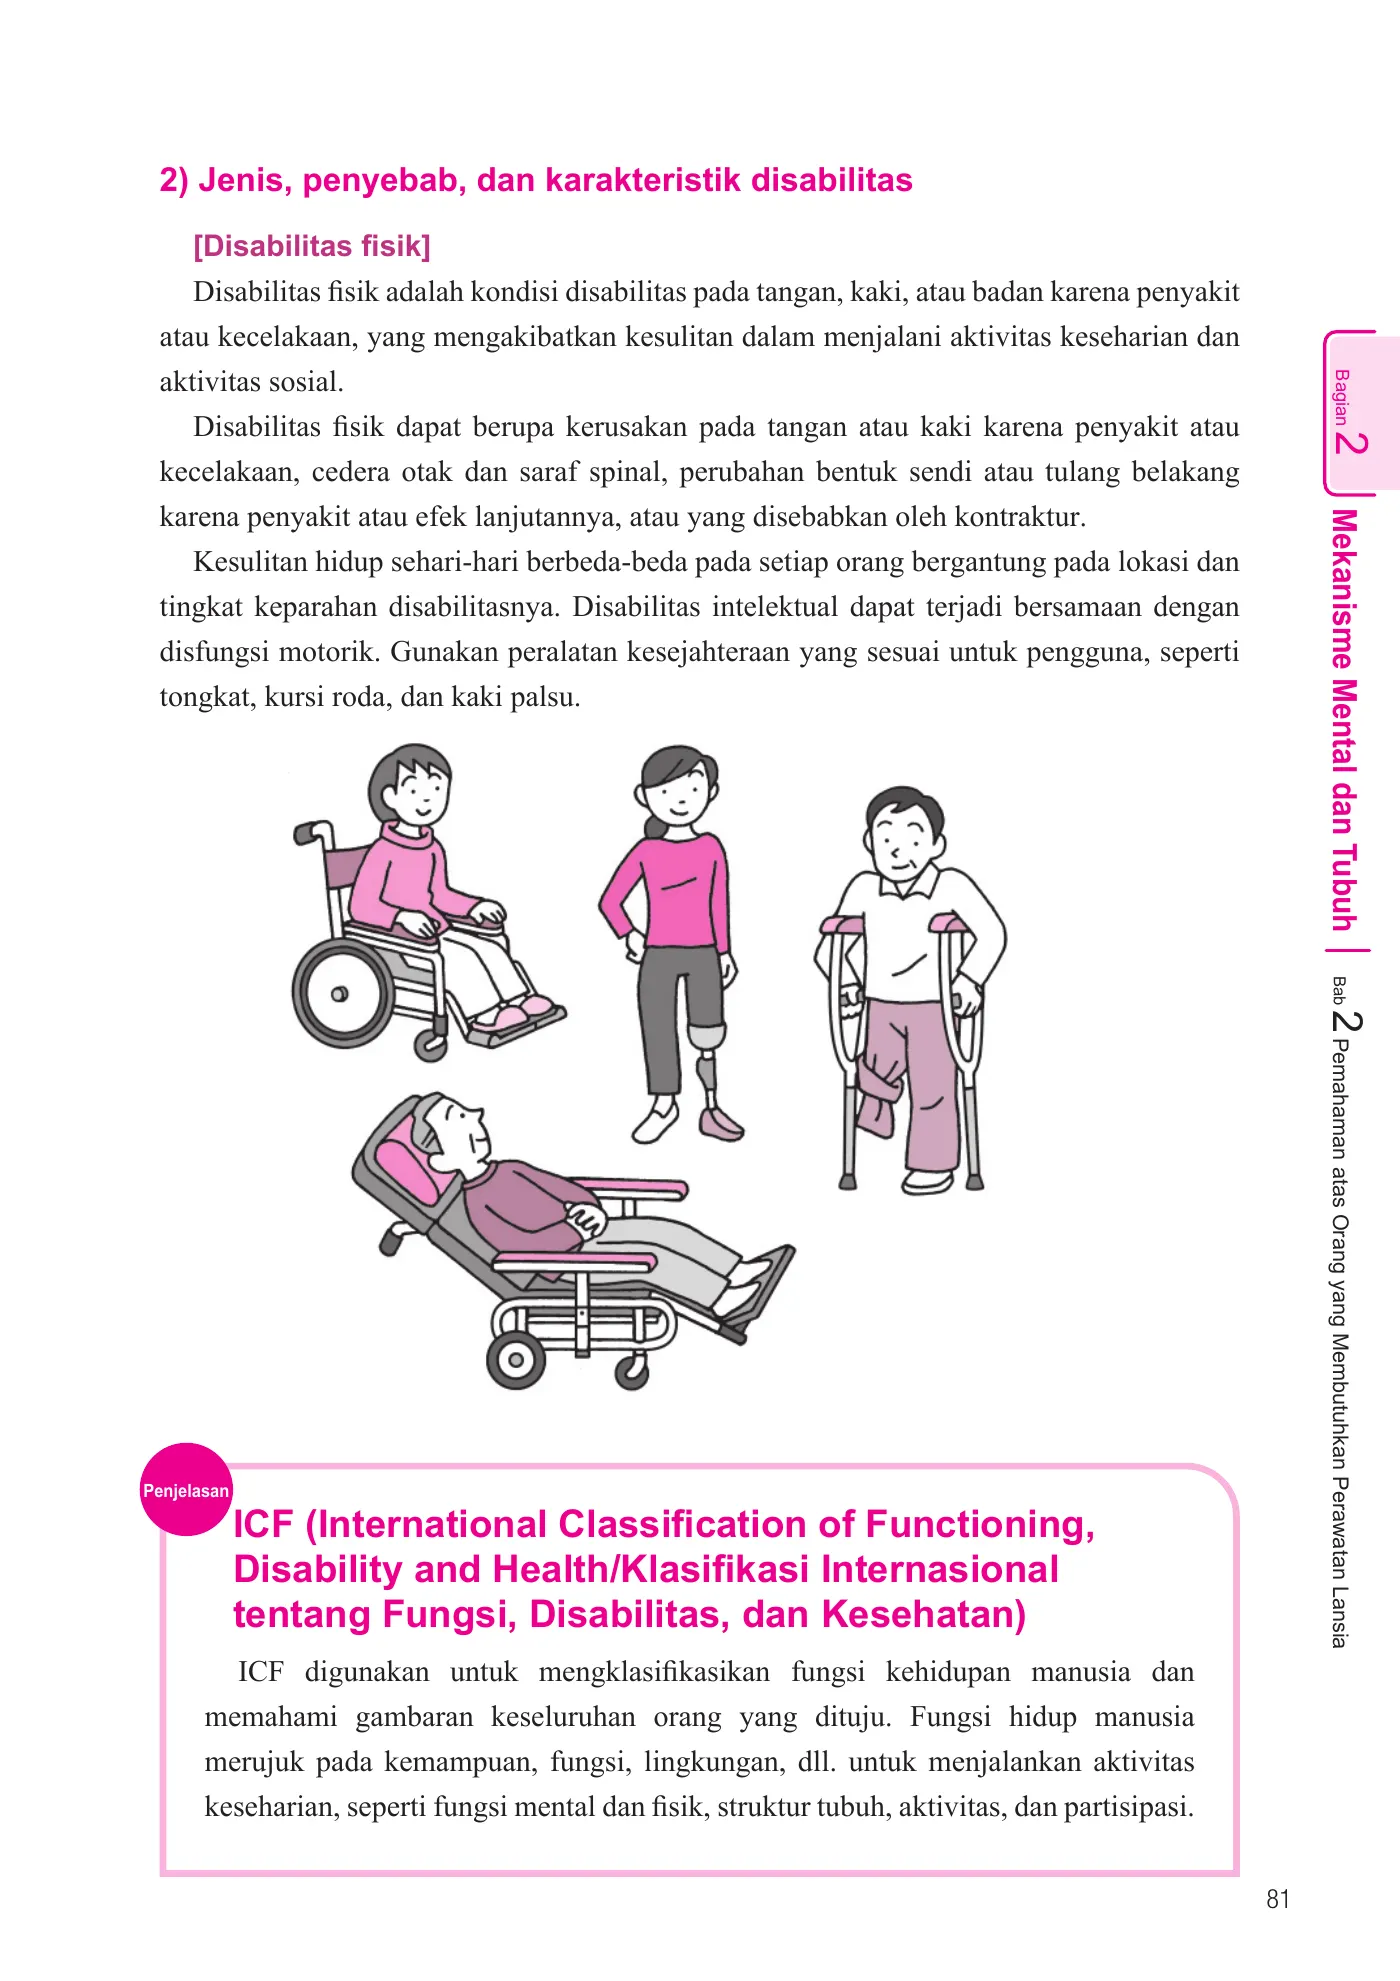 2) Jenis, penyebab, dan karakteristik disabilitas
[Disabilitas fisik]
Disabilitas fisik adalah kondisi disabilitas pada tangan, kaki, atau badan karena penyakit
atau kecelakaan, yang mengakibatkan kesulitan dalam menjalani aktivitas keseharian dan
aktivitas sosial.
Disabilitas fisik dapat berupa kerusakan pada tangan atau kaki karena penyakit atau
kecelakaan, cedera otak dan saraf spinal, perubahan bentuk sendi atau tulang belakang
karena penyakit atau efek lanjutannya, atau yang disebabkan oleh kontraktur.
Kesulitan hidup sehari-hari berbeda-beda pada setiap orang bergantung pada lokasi dan
tingkat keparahan disabilitasnya. Disabilitas intelektual dapat terjadi bersamaan dengan
disfungsi motorik. Gunakan peralatan kesejahteraan yang sesuai untuk pengguna, seperti
tongkat, kursi roda, dan kaki palsu.
Penjelasan
ICF (International Classification of Functioning,
Disability and Health/Klasifikasi Internasional
tentang Fungsi, Disabilitas, dan Kesehatan)
ICF digunakan untuk mengklasifikasikan fungsi kehidupan manusia dan
memahami gambaran keseluruhan orang yang dituju. Fungsi hidup manusia
merujuk pada kemampuan, fungsi, lingkungan, dll. untuk menjalankan aktivitas
keseharian, seperti fungsi mental dan fisik, struktur tubuh, aktivitas, dan partisipasi.
Bagian 2 Mekanisme Mental dan Tubuh
Bab 2 Pemahaman atas Orang yang Membutuhkan Perawatan Lansia
81